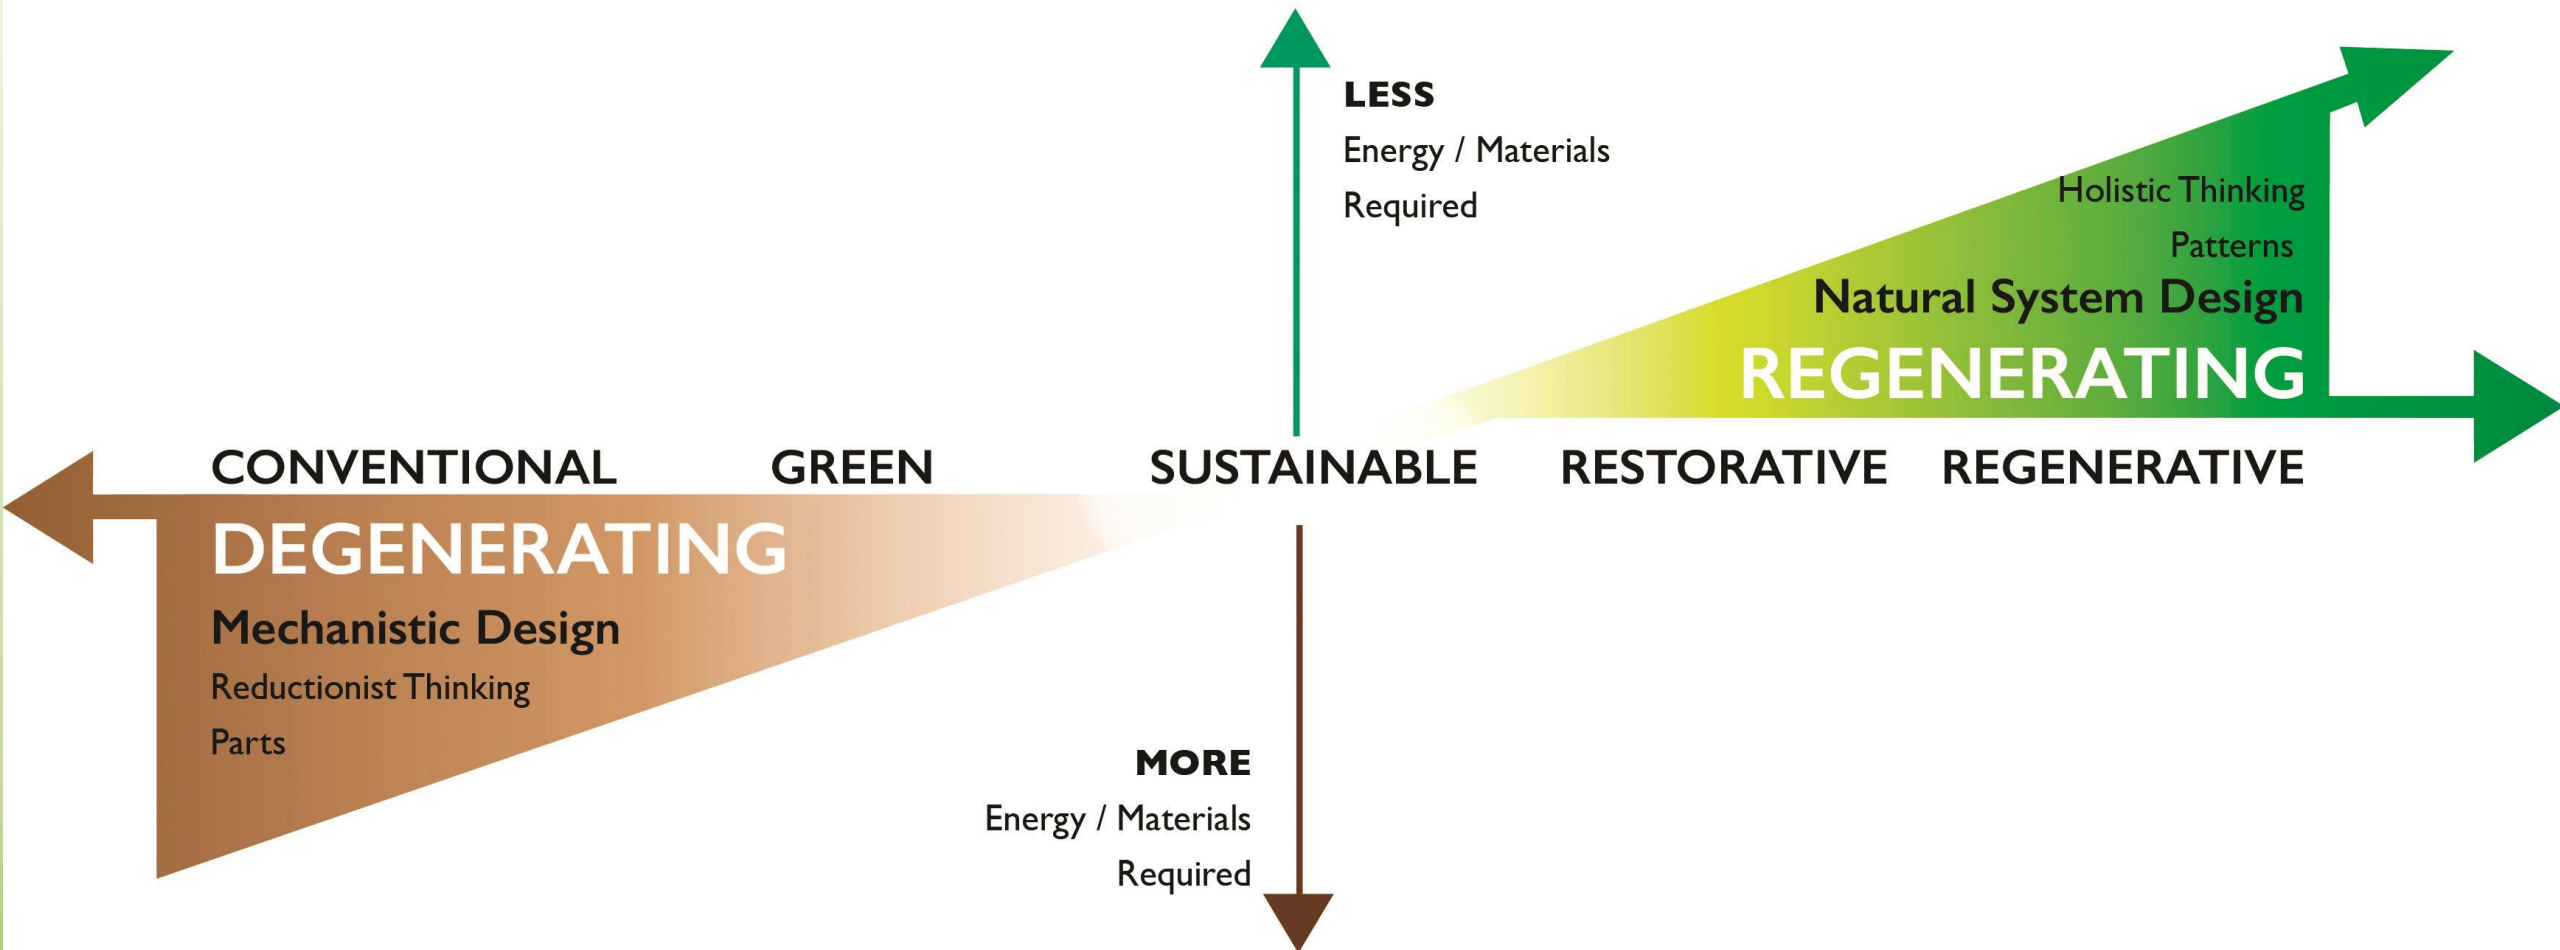 LESS
Energy / Materials
Required
Holistic Thinking
Patterns
Natural System Design
REGENERATING
CONVENTIONAL GREEN SUSTAINABLE RESTORATIVE REGENERATIVE
DEGENERATING
Mechanistic Design
Reductionist Thinking
Parts
MORE
Energy / Materials
Required